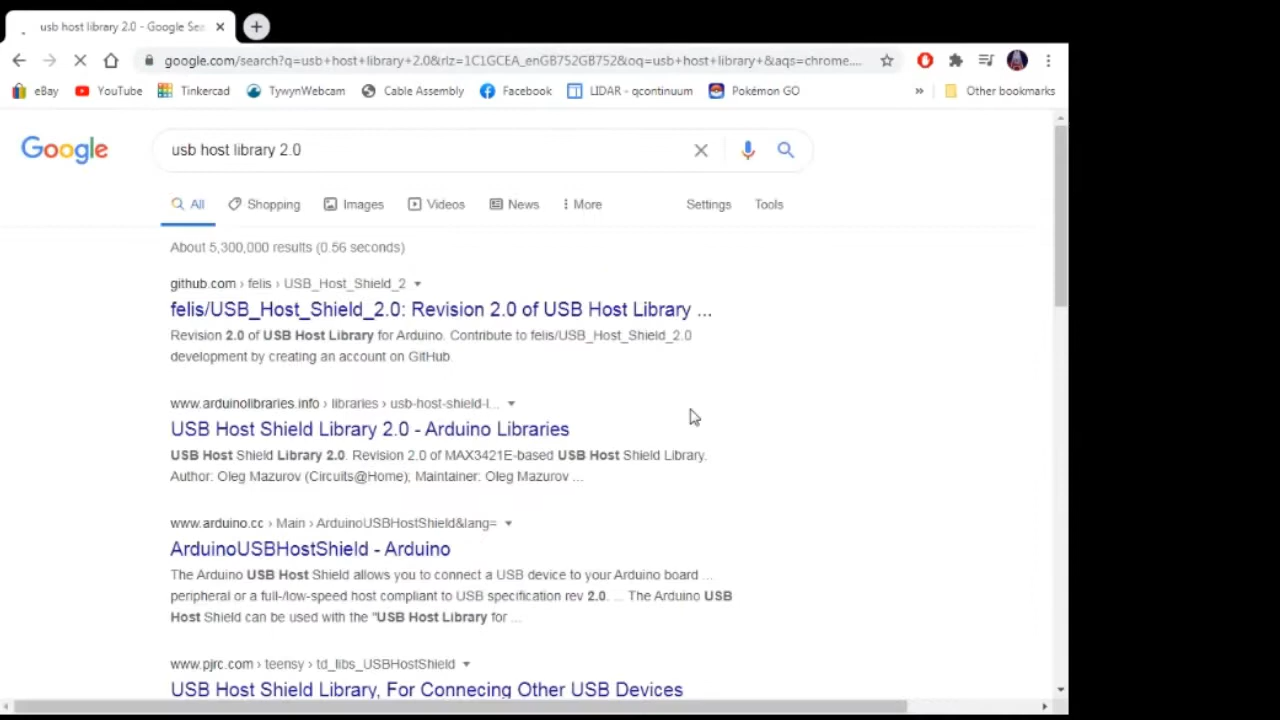 usb host library 2.0 - Google Sea
google.com/search?q=usb+host+library+2.0&rlz=1C1GCEA_enGB752GB752&oq=usb+host+library+&aqs=chrome....
eBay YouTube Tinkercad TywynWebcam Cable Assembly Facebook LIDAR - qcontinuum Pokémon GO » Other bookmarks
Google usb host library 2.0
All Shopping Images Videos News More Settings Tools
About 5,300,000 results (0.56 seconds)
github.com › felis › USB_Host_Shield_2
felis/USB_Host_Shield_2.0: Revision 2.0 of USB Host Library ...
Revision 2.0 of USB Host Library for Arduino. Contribute to felis/USB_Host_Shield_2.0
development by creating an account on GitHub.
www.arduinolibraries.info › libraries › usb-host-shield-l...
USB Host Shield Library 2.0 - Arduino Libraries
USB Host Shield Library 2.0. Revision 2.0 of MAX3421E-based USB Host Shield Library.
Author: Oleg Mazurov (Circuits@Home); Maintainer: Oleg Mazurov ...
www.arduino.cc › Main › ArduinoUSBHostShield&lang=
ArduinoUSBHostShield - Arduino
The Arduino USB Host Shield allows you to connect a USB device to your Arduino board ...
peripheral or a full-/low-speed host compliant to USB specification rev 2.0. ... The Arduino USB
Host Shield can be used with the "USB Host Library for ...
www.pjrc.com › teensy › td_libs_USBHostShield
USB Host Shield Library, For Connecing Other USB Devices